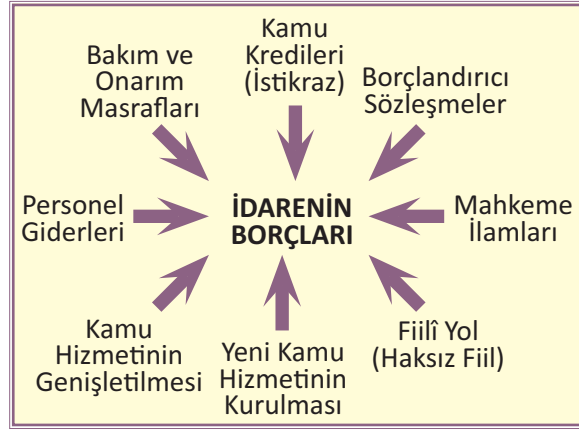 Kamu
Kredileri
(İstikraz)
Bakım ve
Onarım
Masrafları
Borçlandırıcı
Sözleşmeler
Personel
Giderleri
İDARENİN
BORÇLARI
Mahkeme
İlamları
Kamu
Hizmetinin
Genişletilmesi
Yeni Kamu
Hizmetinin
Kurulması
Fiilî Yol
(Haksız Fiil)